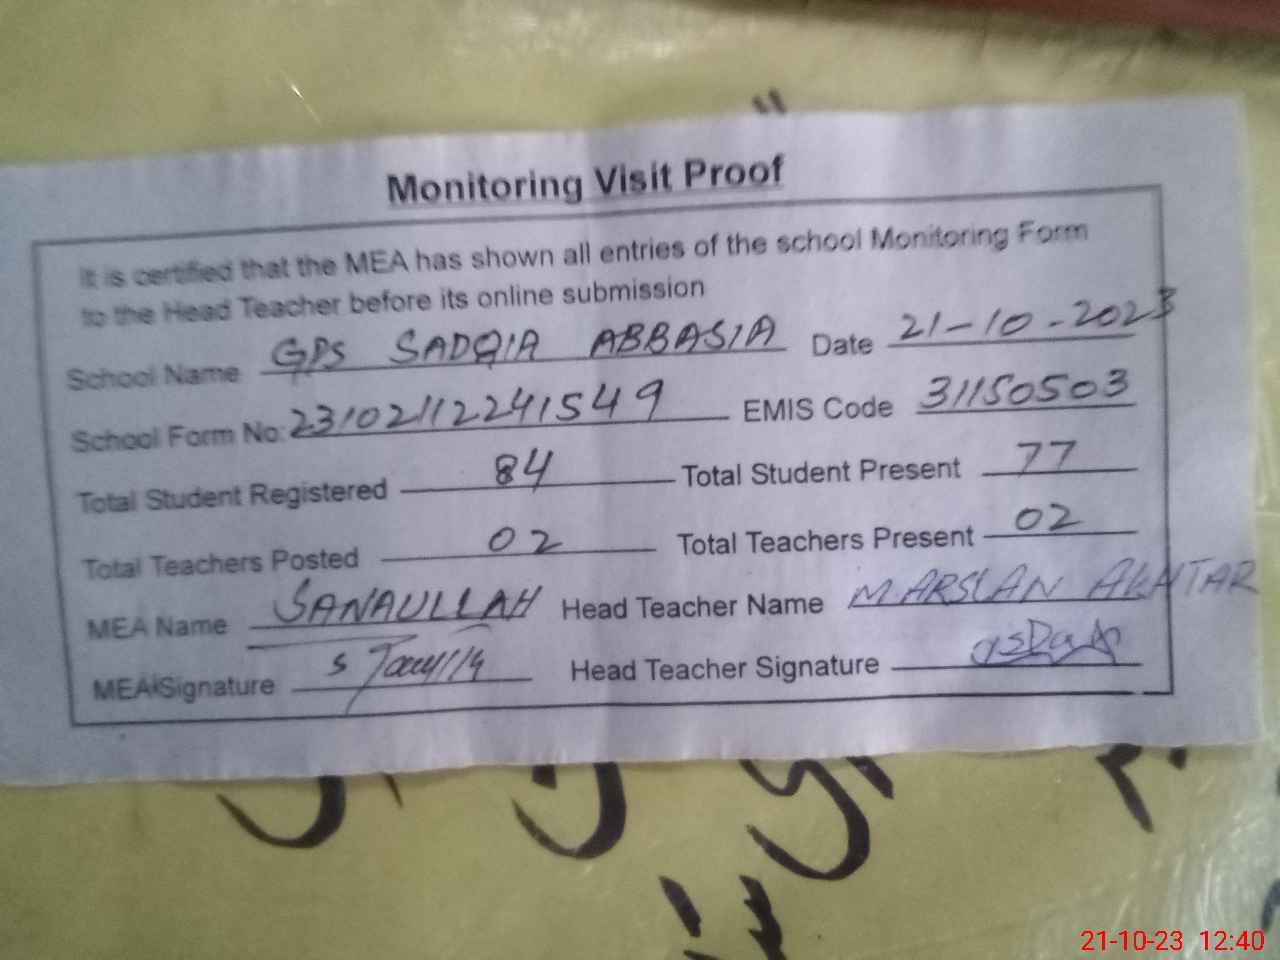 Monitoring Visit Proof
It is certified that the MEA has shown all entries of the school Monitoring Form
to the Head Teacher before its online submission
School Name GPS SADQIA ABBASIA Date 21-10-2023
School Form No: 2310211224 1549 EMIS Code 31150503
Total Student Registered 84 Total Student Present 77
Total Teachers Posted 02 Total Teachers Present 02
MEA Name SANAULLAH Head Teacher Name M ARSLAN AKHTAR
MEA Signature Head Teacher Signature
21-10-23 12:40